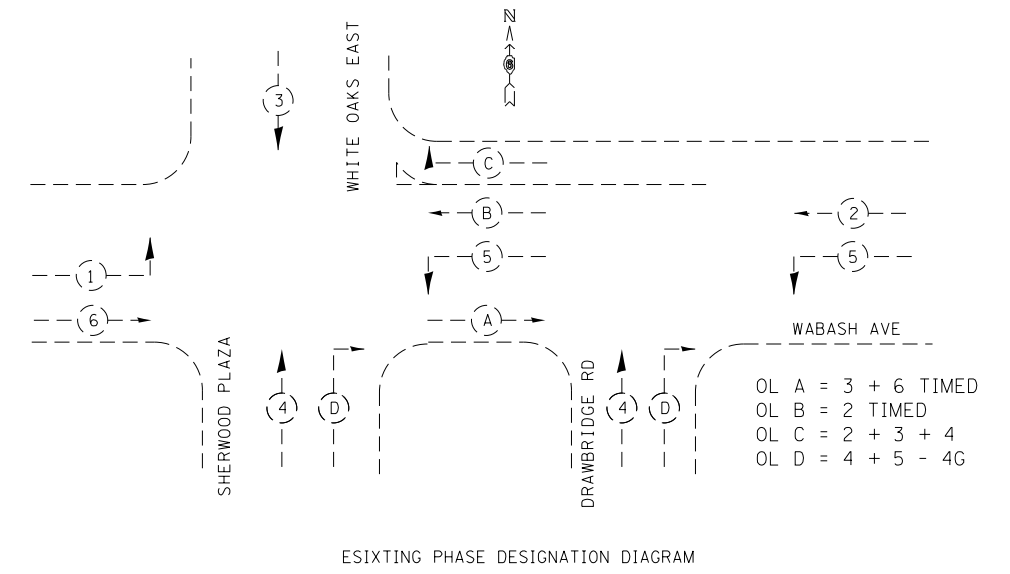 N
3
WHITE OAKS EAST
C
B
2
5
5
1
6
A
WABASH AVE
SHERWOOD PLAZA
4
D
DRAWBRIDGE RD
4
D
OL A = 3 + 6 TIMED
OL B = 2 TIMED
OL C = 2 + 3 + 4
OL D = 4 + 5 - 4G
ESIXTING PHASE DESIGNATION DIAGRAM